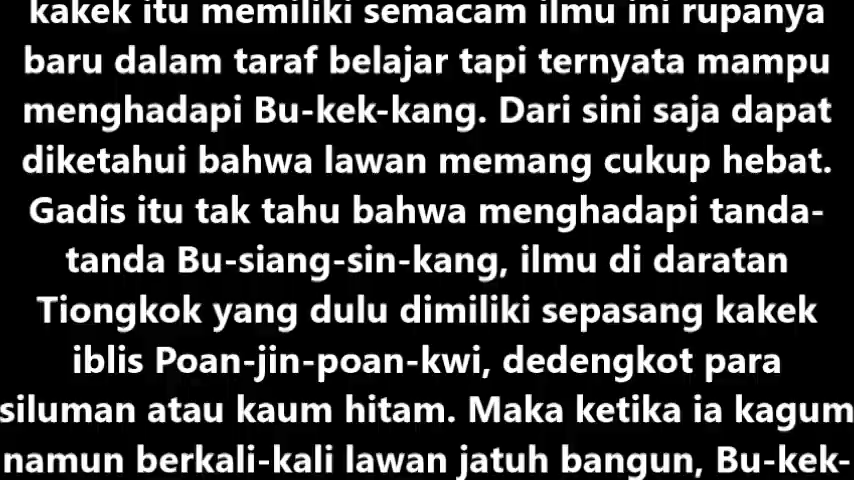 kakek itu memiliki semacam ilmu ini rupanya
baru dalam taraf belajar tapi ternyata mampu
menghadapi Bu-kek-kang. Dari sini saja dapat
diketahui bahwa lawan memang cukup hebat.
Gadis itu tak tahu bahwa menghadapi tanda-
tanda Bu-siang-sin-kang, ilmu di daratan
Tiongkok yang dulu dimiliki sepasang kakek
iblis Poan-jin-poan-kwi, dedengkot para
siluman atau kaum hitam. Maka ketika ia kagum
namun berkali-kali lawan jatuh bangun, Bu-kek-